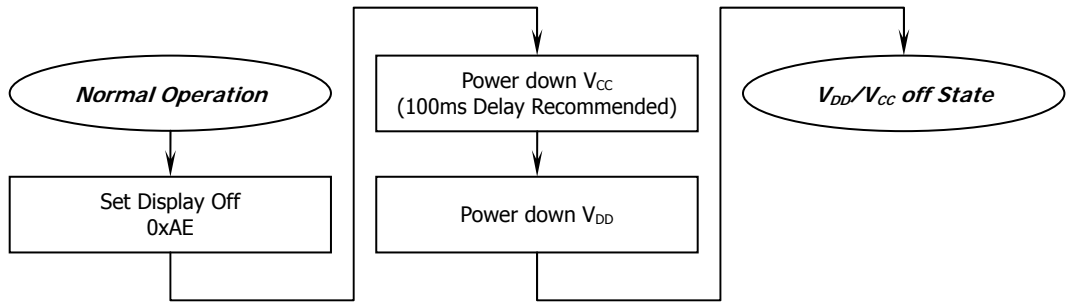 Normal Operation
Set Display Off
0xAE
Power down VCC
(100ms Delay Recommended)
Power down VDD
VDD/VCC off State